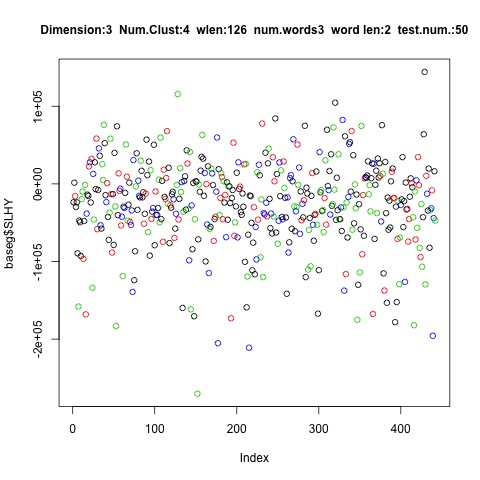 Dimension:3 Num.Clust:4 wlen:126 num.words3 word len:2 test.num.:50
1e+05
0e+00
-1e+05
-2e+05
baseg$SLHY
0 100 200 300 400
Index